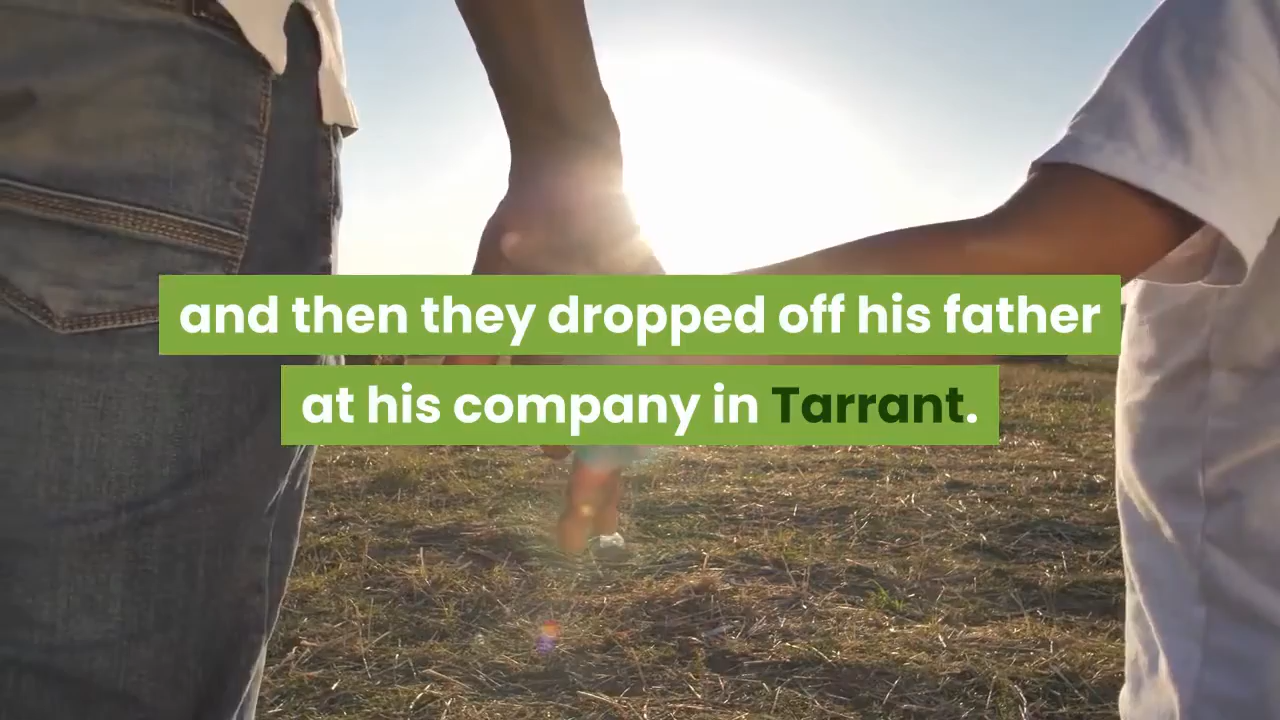 and then they dropped off his father
at his company in Tarrant.